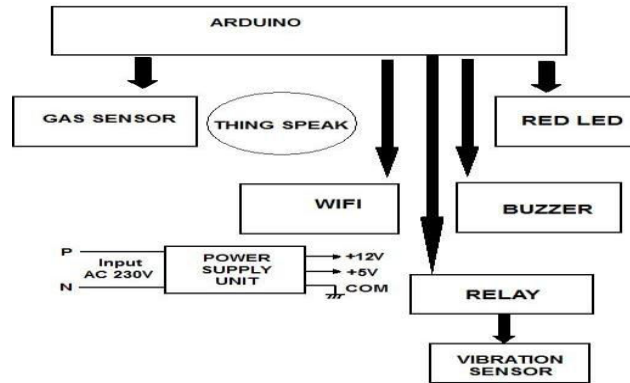 ARDUINO
GAS SENSOR
THING SPEAK
RED LED
WIFI
BUZZER
P
Input
AC 230V
N
POWER
SUPPLY
UNIT
+12V
+5V
COM
RELAY
VIBRATION
SENSOR